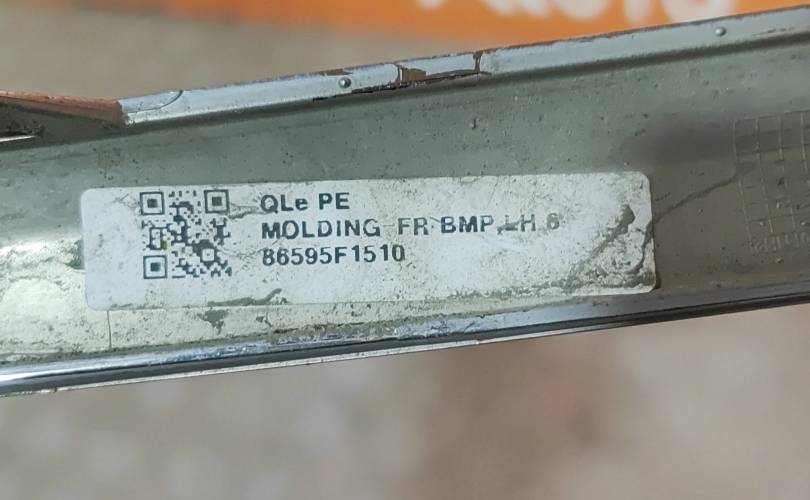 QLe PE
MOLDING FR BMP, LH 6
86595F1510